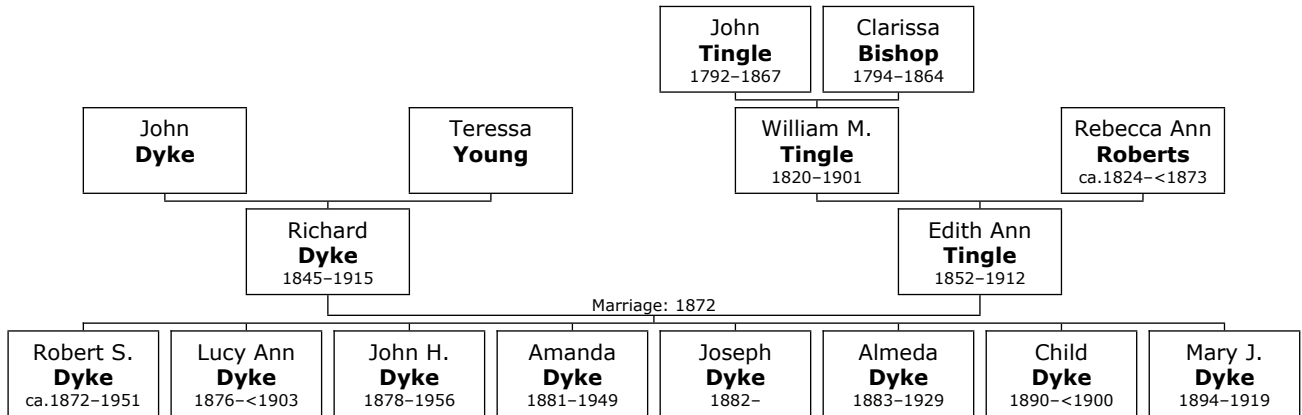 John
Tingle
1792–1867
Clarissa
Bishop
1794–1864
John
Dyke
Teressa
Young
William M.
Tingle
1820–1901
Rebecca Ann
Roberts
ca.1824–<1873
Richard
Dyke
1845–1915
Edith Ann
Tingle
1852–1912
Marriage: 1872
Robert S.
Dyke
ca.1872–1951
Lucy Ann
Dyke
1876–<1903
John H.
Dyke
1878–1956
Amanda
Dyke
1881–1949
Joseph
Dyke
1882–
Almeda
Dyke
1883–1929
Child
Dyke
1890–<1900
Mary J.
Dyke
1894–1919